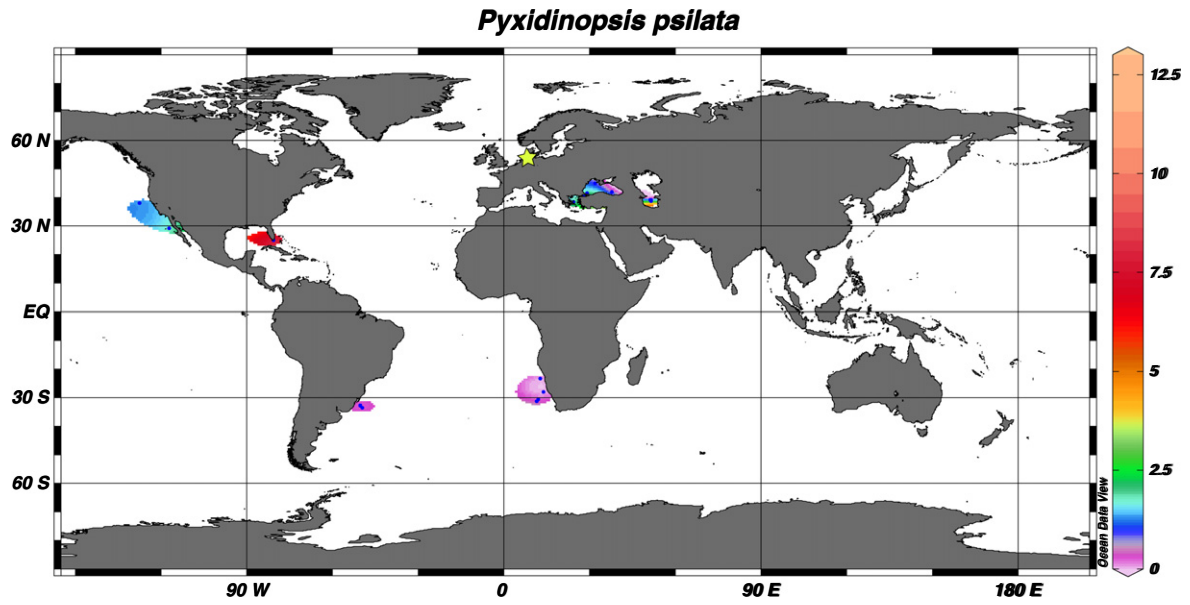 Pyxidinopsis psilata
12.5
10
7.5
5
2.5
0
60 N
30 N
EQ
30 S
60 S
90 W
0
90 E
180 E
Ocean Data View